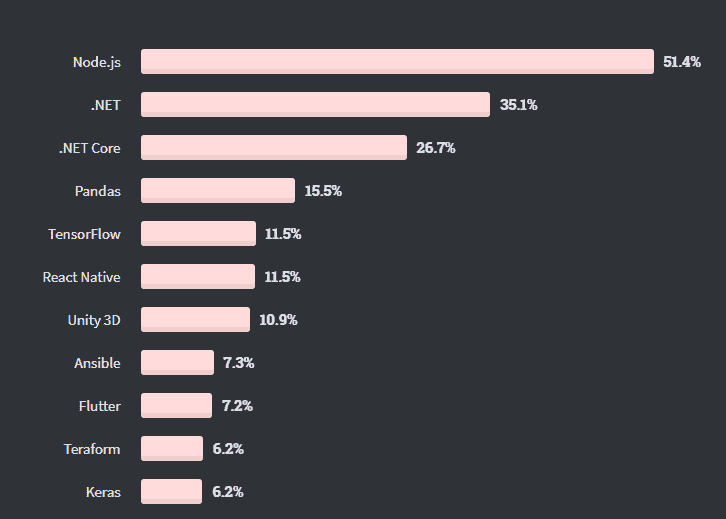 Node.js 51.4%
.NET 35.1%
.NET Core 26.7%
Pandas 15.5%
TensorFlow 11.5%
React Native 11.5%
Unity 3D 10.9%
Ansible 7.3%
Flutter 7.2%
Teraform 6.2%
Keras 6.2%